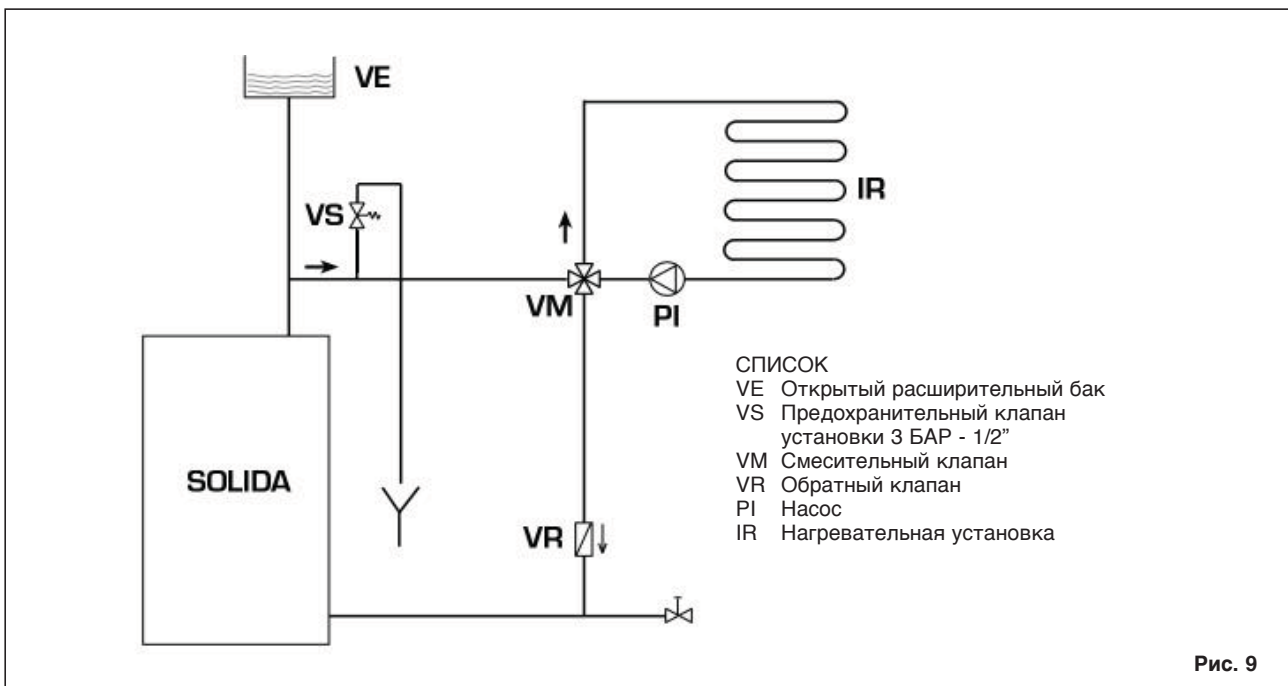 VE
VS
IR
VM
PI
SOLIDA
VR
СПИСОК
VE Открытый расширительный бак
VS Предохранительный клапан
установки 3 БАР - 1/2”
VM Смесительный клапан
VR Обратный клапан
PI Насос
IR Нагревательная установка
Рис. 9